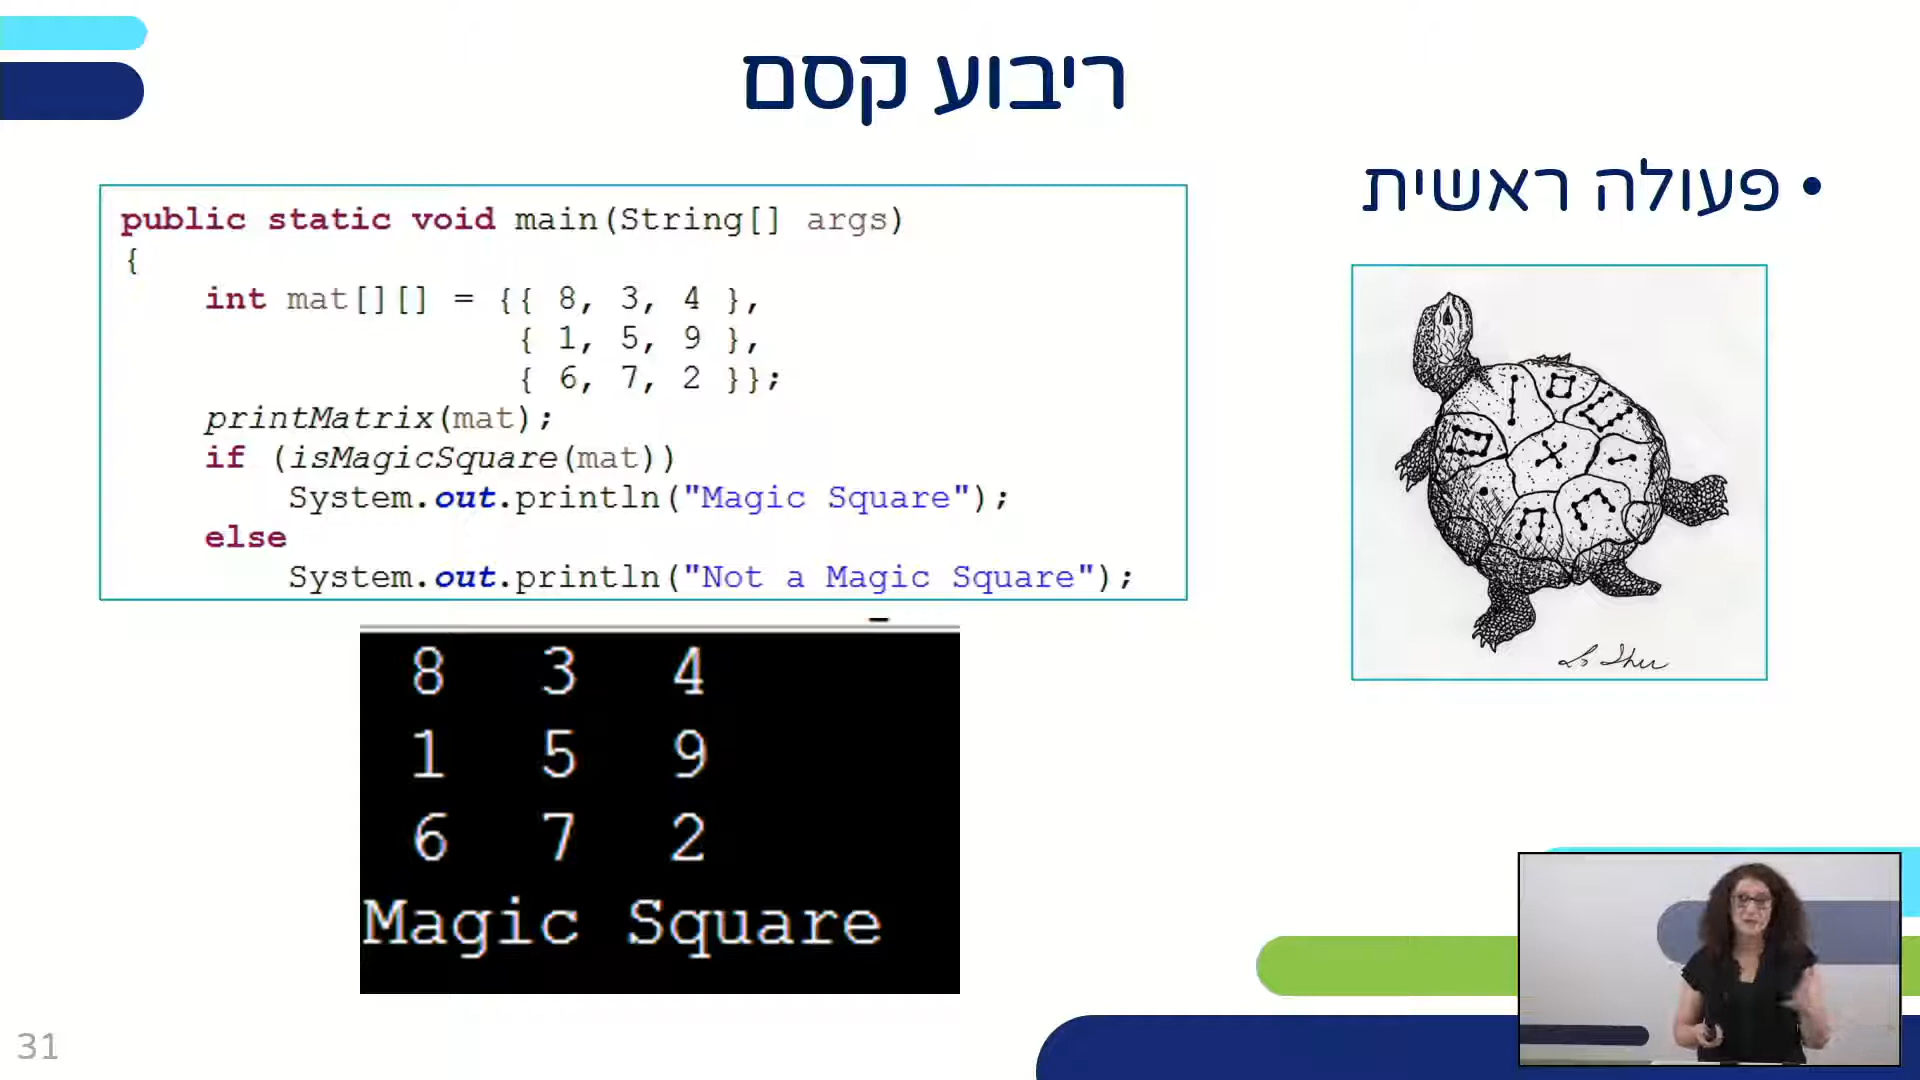 ריבוע קסם
• פעולה ראשית
public static void main(String[] args)
{
int mat[][] = {{ 8, 3, 4 },
{ 1, 5, 9 },
{ 6, 7, 2 }};
printMatrix(mat);
if (isMagicSquare(mat))
System.out.println("Magic Square");
else
System.out.println("Not a Magic Square");
8 3 4
1 5 9
6 7 2
Magic Square
31